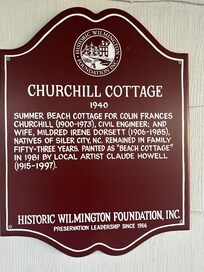 HISTORIC WILMINGTON
FOUNDATION, INC.
CHURCHILL COTTAGE
1940
SUMMER BEACH COTTAGE FOR COLIN FRANCES
CHURCHILL (1900-1973), CIVIL ENGINEER; AND
WIFE, MILDRED IRENE DORSETT (1906-1985),
NATIVES OF SILER CITY, NC. REMAINED IN FAMILY
FIFTY-THREE YEARS. PAINTED AS "BEACH COTTAGE"
IN 1981 BY LOCAL ARTIST CLAUDE HOWELL
(1915-1997).
HISTORIC WILMINGTON FOUNDATION, INC.
PRESERVATION LEADERSHIP SINCE 1966